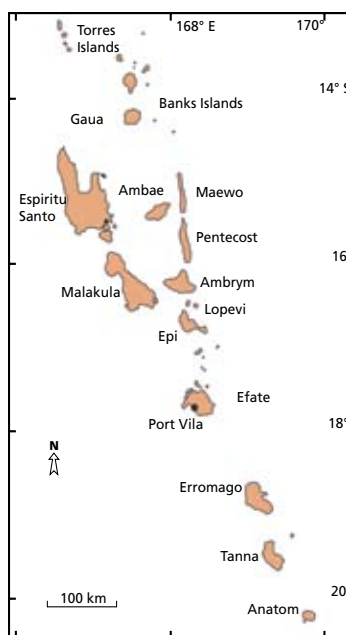 168° E
170°
Torres
Islands
14° S
Banks Islands
Gaua
Ambae
Maewo
Espiritu
Santo
Pentecost
16
Ambrym
Malakula
Lopevi
Epi
Efate
Port Vila
18
N
Erromago
Tanna
100 km
20
Anatom